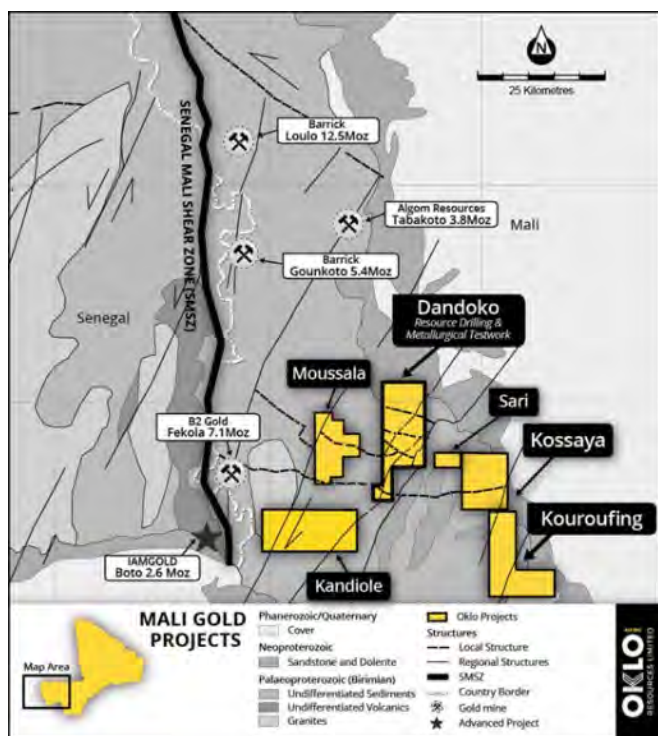 N
25 Kilometres
SENEGAL MALI SHEAR ZONE (SMSZ)
Barrick
Loulo 12.5Moz
Algom Resources
Tabakoto 3.8Moz
Mali
Barrick
Gounkoto 5.4Moz
Senegal
Dandoko
Resource Drilling &
Metallurgical Testwork
Moussala
Sari
B2 Gold
Fekola 7.1Moz
Kossaya
Kouroufing
IAMGOLD
Boto 2.6 Moz
Kandiole
MALI GOLD
PROJECTS
Map Area
Phanerozoic/Quaternary
Cover
Neoproterozoic
Sandstone and Dolerite
Palaeoproterozoic (Birimian)
Undifferentiated Sediments
Undifferentiated Volcanics
Granites
Oklo Projects
Structures
Local Structure
Regional Structures
SMSZ
Country Border
Gold mine
Advanced Project
OKLO
RESOURCES LIMITED